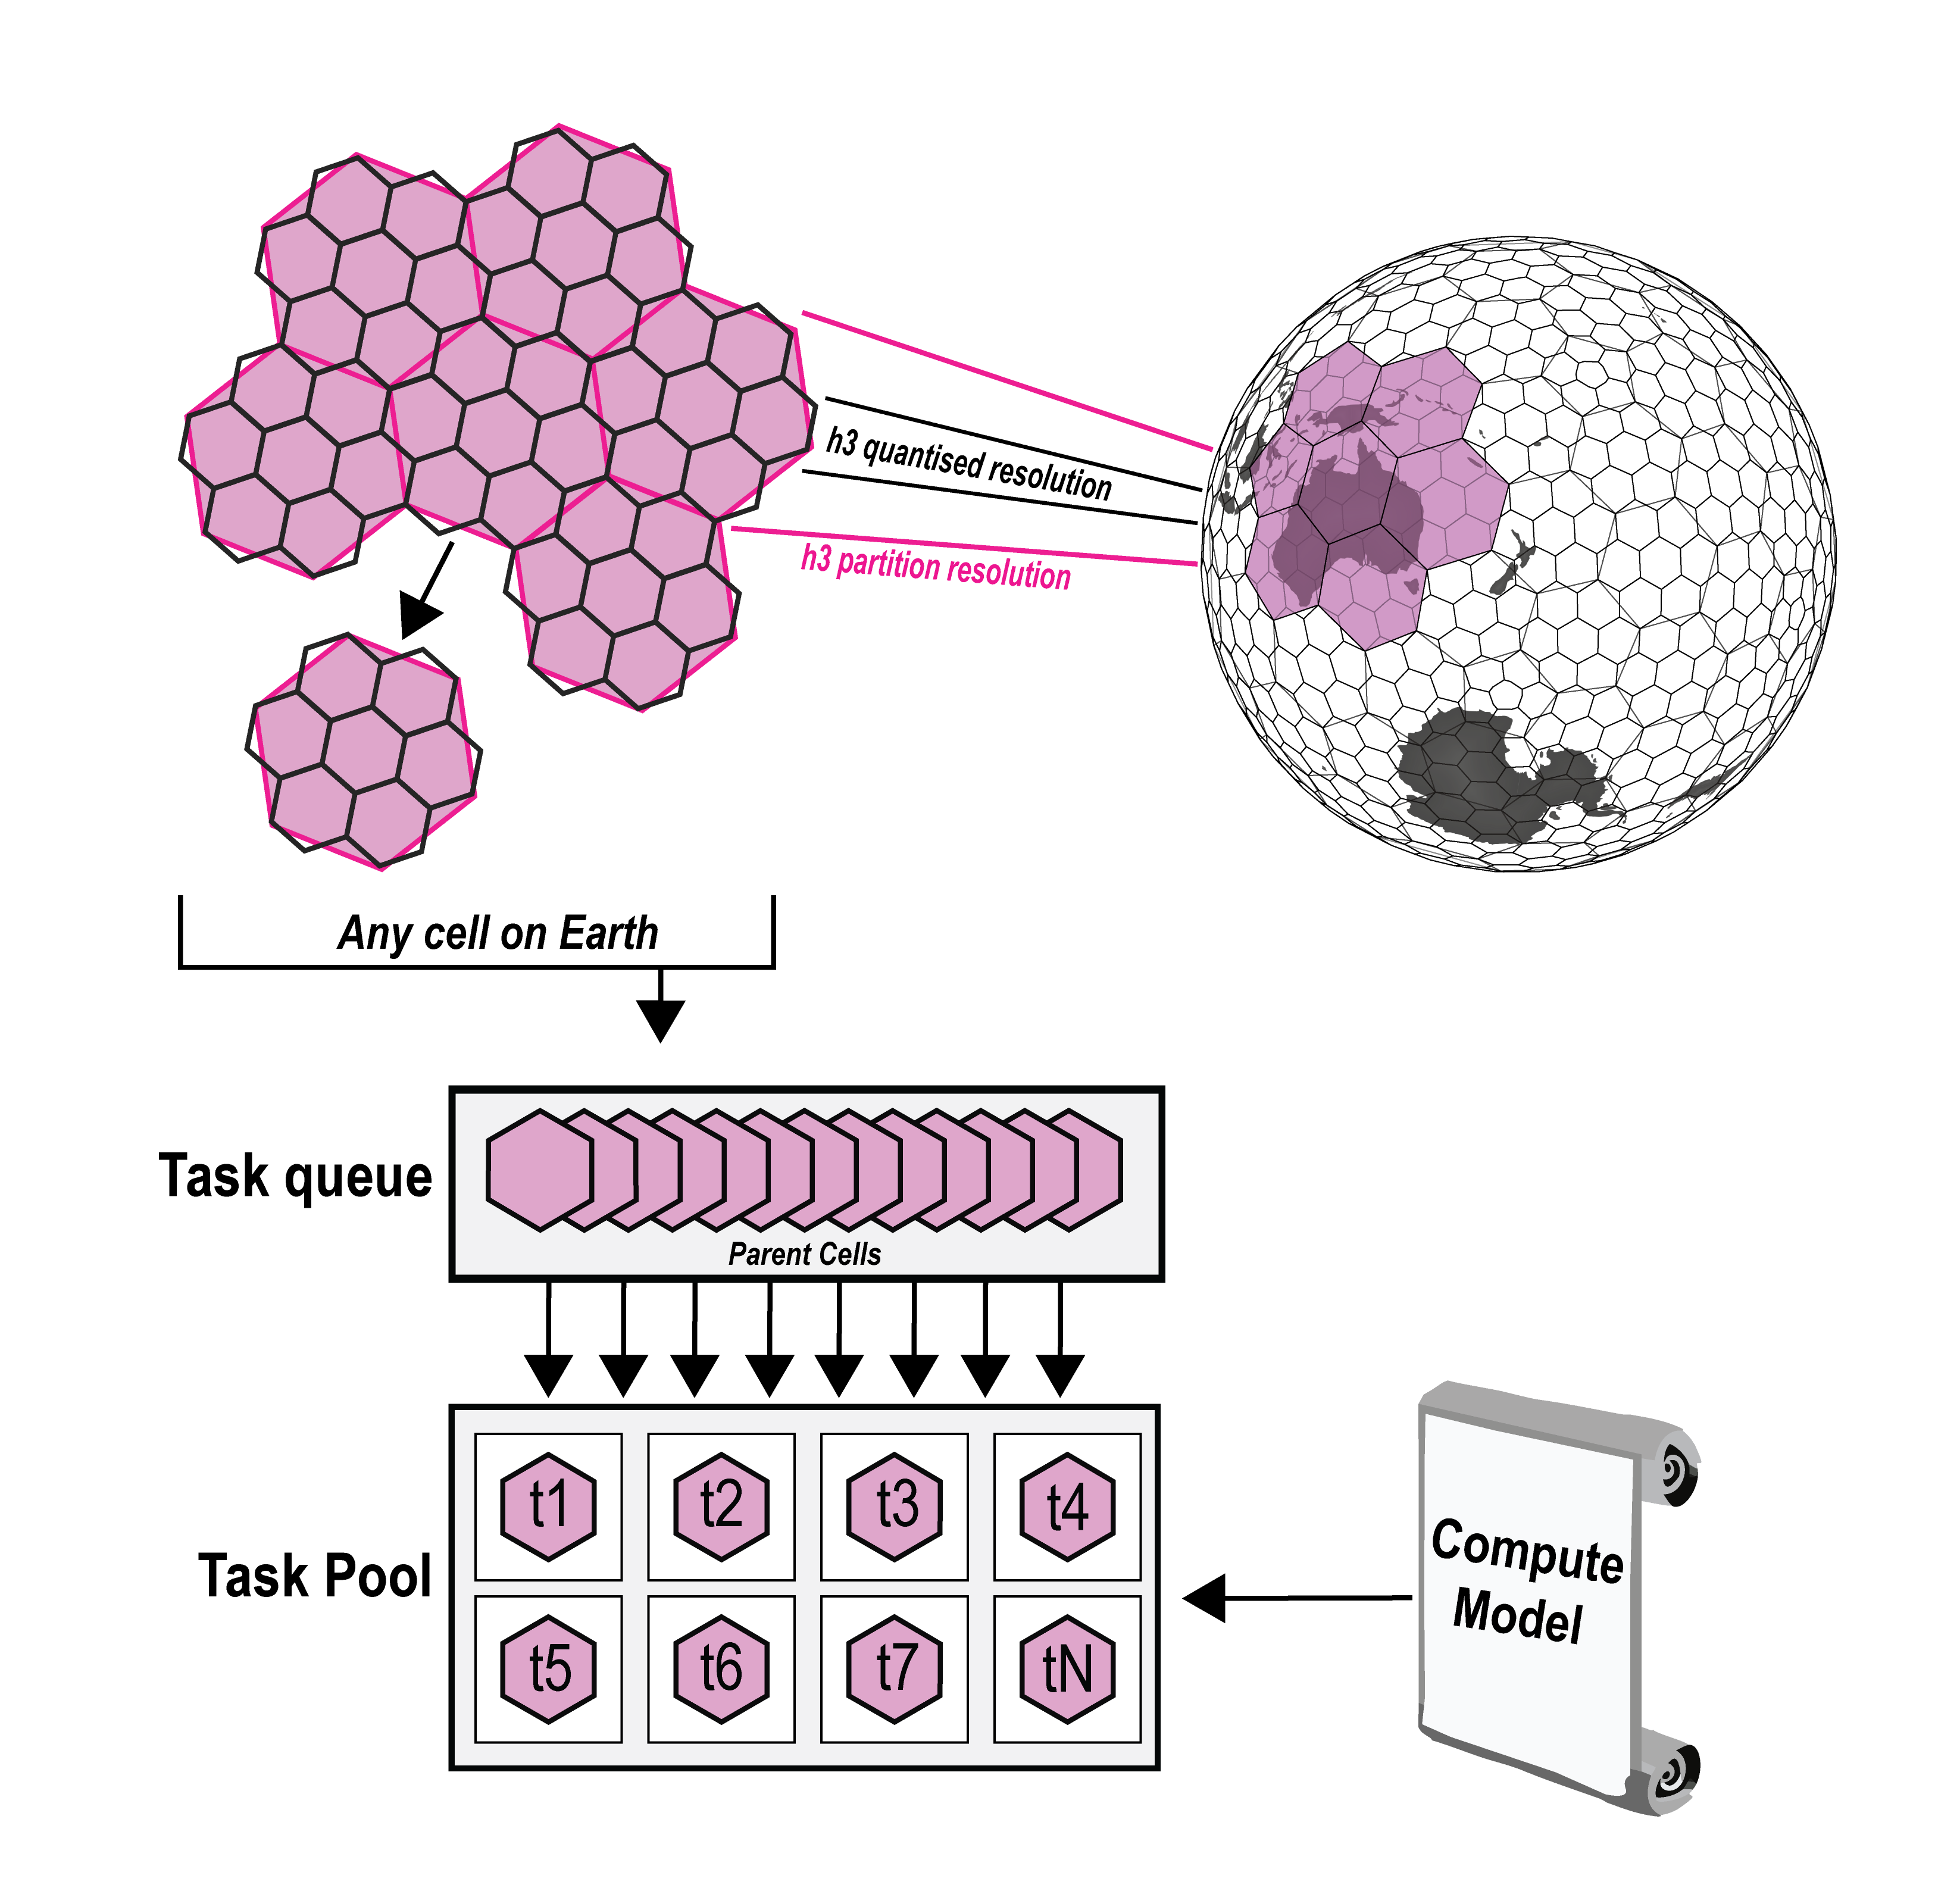 h3 quantised resolution
h3 partition resolution
Any cell on Earth
Task queue
Parent Cells
Task Pool
t1 t2 t3 t4
t5 t6 t7 tN
Compute
Model